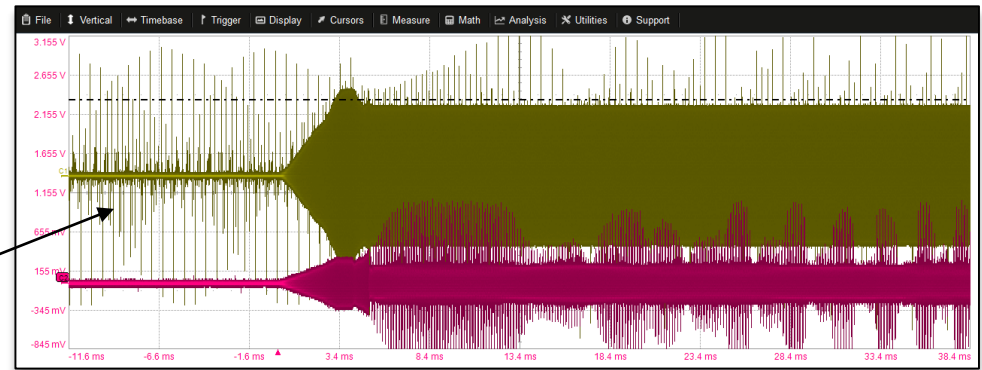 File Vertical Timebase Trigger Display Cursors Measure Math Analysis Utilities Support
3.155 V
2.655 V
2.155 V
1.655 V
C1
1.155 V
655 mV
155 mV
-345 mV
-845 mV
-11.6 ms -6.6 ms -1.6 ms 3.4 ms 8.4 ms 13.4 ms 18.4 ms 23.4 ms 28.4 ms 33.4 ms 38.4 ms